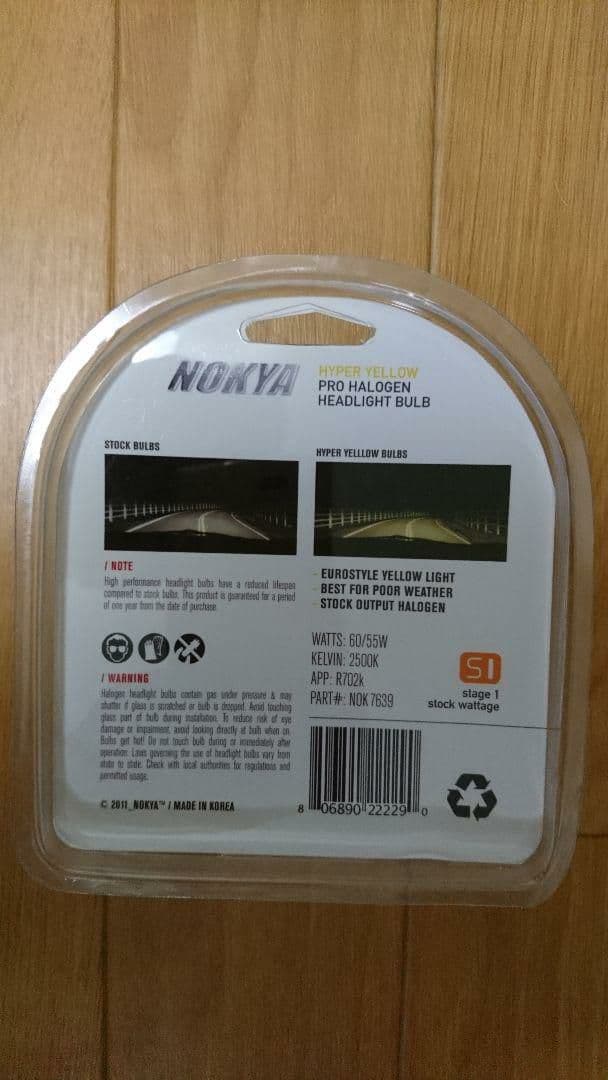 NOKYA
HYPER YELLOW
PRO HALOGEN
HEADLIGHT BULB
STOCK BULBS
HYPER YELLLOW BULBS
/ NOTE
High performance headlight bulbs have a reduced lifespan
compared to stock bulbs. This product is guaranteed for a period
of one year from the date of purchase.
- EUROSTYLE YELLOW LIGHT
- BEST FOR POOR WEATHER
- STOCK OUTPUT HALOGEN
WATTS: 60/55W
KELVIN: 2500K
APP: R702k
PART#: NOK7639
S1
stage 1
stock wattage
/ WARNING
Halogen headlight bulbs contain gas under pressure & may
shatter if glass is scratched or bulb is dropped. Avoid touching
glass part of bulb during installation. To reduce risk of eye
damage or impairment, avoid looking directly at bulb when on.
Bulbs get hot! Do not touch bulb during or immediately after
operation. Laws governing the use of headlight bulbs vary from
state to state. Check with local authorities for regulations and
permitted usage.
© 2011_NOKYA™ / MADE IN KOREA
8 06890 22229 0